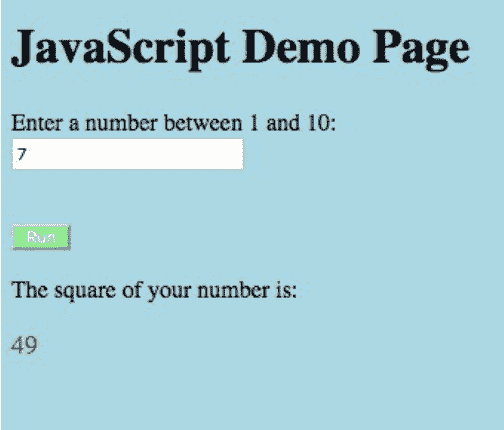 JavaScript Demo Page
Enter a number between 1 and 10:
7
Run
The square of your number is:
49